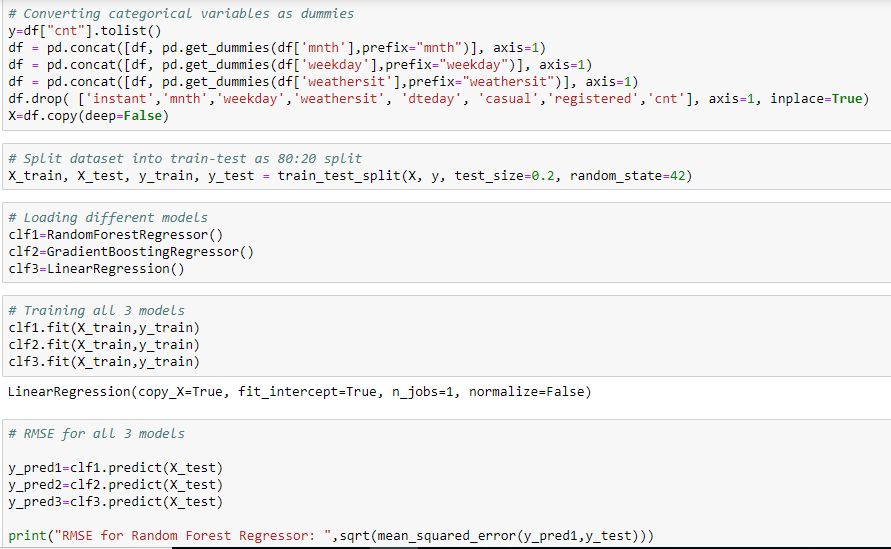 # Converting categorical variables as dummies
y=df["cnt"].tolist()
df = pd.concat([df, pd.get_dummies(df['mnth'],prefix="mnth")], axis=1)
df = pd.concat([df, pd.get_dummies(df['weekday'],prefix="weekday")], axis=1)
df = pd.concat([df, pd.get_dummies(df['weathersit'],prefix="weathersit")], axis=1)
df.drop( ['instant','mnth','weekday','weathersit', 'dteday', 'casual','registered','cnt'], axis=1, inplace=True)
X=df.copy(deep=False)
# Split dataset into train-test as 80:20 split
X_train, X_test, y_train, y_test = train_test_split(X, y, test_size=0.2, random_state=42)
# Loading different models
clf1=RandomForestRegressor()
clf2=GradientBoostingRegressor()
clf3=LinearRegression()
# Training all 3 models
clf1.fit(X_train,y_train)
clf2.fit(X_train,y_train)
clf3.fit(X_train,y_train)
LinearRegression(copy_X=True, fit_intercept=True, n_jobs=1, normalize=False)
# RMSE for all 3 models
y_pred1=clf1.predict(X_test)
y_pred2=clf2.predict(X_test)
y_pred3=clf3.predict(X_test)
print("RMSE for Random Forest Regressor: ",sqrt(mean_squared_error(y_pred1,y_test)))